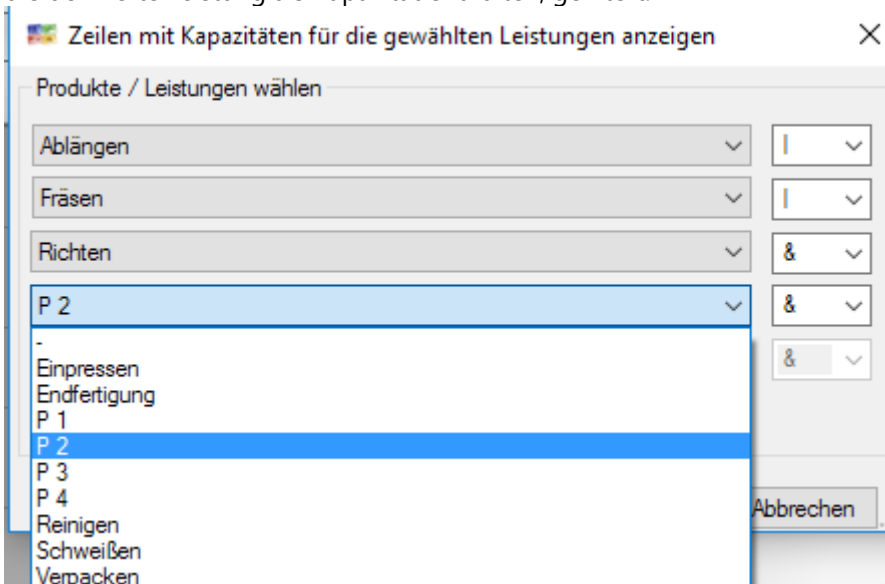 Zeilen mit Kapazitäten für die gewählten Leistungen anzeigen
Produkte / Leistungen wählen
Ablängen |
Fräsen |
Richten &
P 2 &
- &
Einpressen
Endfertigung
P 1
P 2
P 3
P 4
Reinigen
Schweißen
Verpacken
Abbrechen